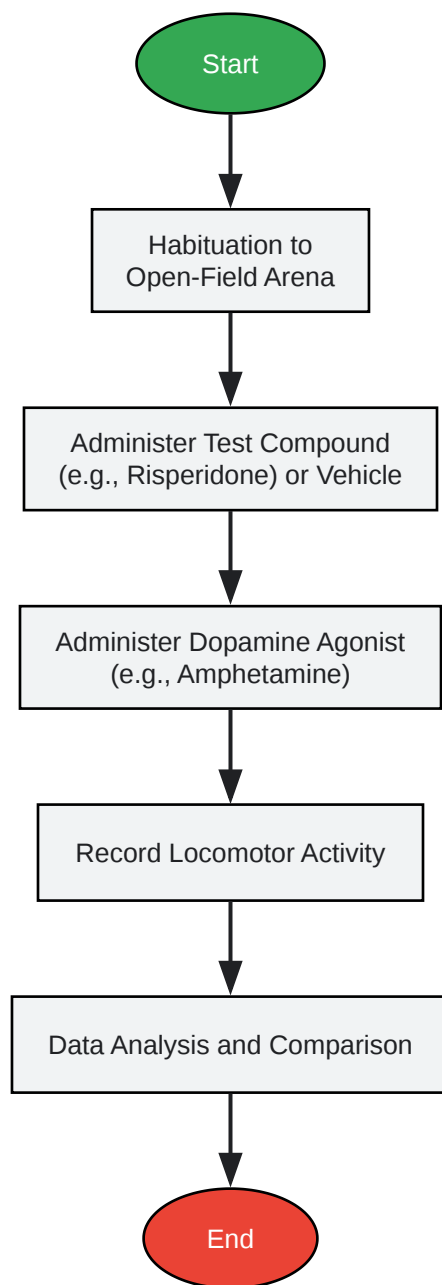 Start
Habituation to
Open-Field Arena
Administer Test Compound
(e.g., Risperidone) or Vehicle
Administer Dopamine Agonist
(e.g., Amphetamine)
Record Locomotor Activity
Data Analysis and Comparison
End